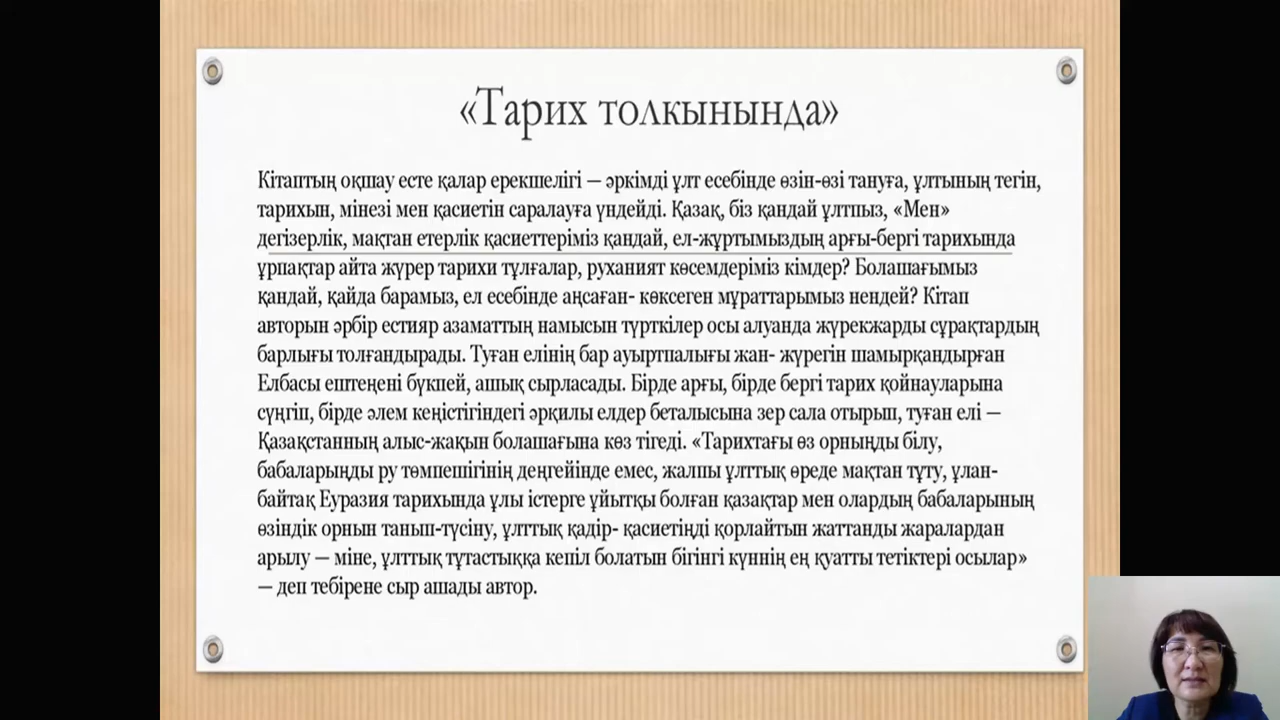 «Тарих толкынында»
Кітаптың оқшау есте қалар ерекшелігі — әркімді ұлт есебінде өзін-өзі тануға, ұлтының тегін,
тарихын, мінезі мен қасиетін саралауға үндейді. Қазақ, біз қандай ұлтпыз, «Мен»
дегізерлік, мақтан етерлік қасиеттеріміз қандай, ел-жұртымыздың арғы-бергі тарихында
ұрпақтар айта жүрер тарихи тұлғалар, руханият көсемдеріміз кімдер? Болашағымыз
қандай, қайда барамыз, ел есебінде аңсаған- көксеген мұраттарымыз нендей? Кітап
авторын әрбір естияр азаматтың намысын түрткілер осы алуанда жүрекжарды сұрақтардың
барлығы толғандырады. Туған елінің бар ауыртпалығы жан- жүрегін шамырқандырған
Елбасы ештеңені бүкпей, ашық сырласады. Бірде арғы, бірде бергі тарих қойнауларына
сүңгіп, бірде әлем кеңістігіндегі әрқилы елдер беталысына зер сала отырып, туған елі —
Қазақстанның алыс-жақын болашағына көз тігеді. «Тарихтағы өз орныңды білу,
бабаларыңды ру төмпешігінің деңгейінде емес, жалпы ұлттық өреде мақтан тұту, ұлан-
байтақ Еуразия тарихында ұлы істерге ұйытқы болған қазақтар мен олардың бабаларының
өзіндік орнын танып-түсіну, ұлттық қадір- қасиетіңді қорлайтын жаттанды жаралардан
арылу — міне, ұлттық тұтастыққа кепіл болатын бігінгі күннің ең қуатты тетіктері осылар»
— деп тебірене сыр ашады автор.